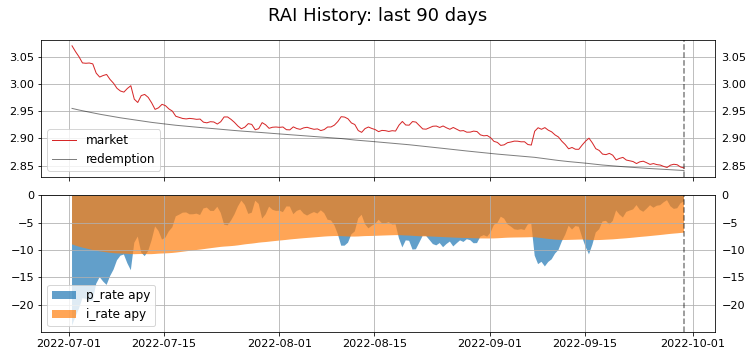 RAI History: last 90 days
3.05 3.05
3.00 3.00
2.95 2.95
2.90 2.90
2.85 2.85
market
redemption
0 0
−5 −5
−10 −10
−15 −15
−20 −20
p_rate apy
i_rate apy
2022-07-01 2022-07-15 2022-08-01 2022-08-15 2022-09-01 2022-09-15 2022-10-01